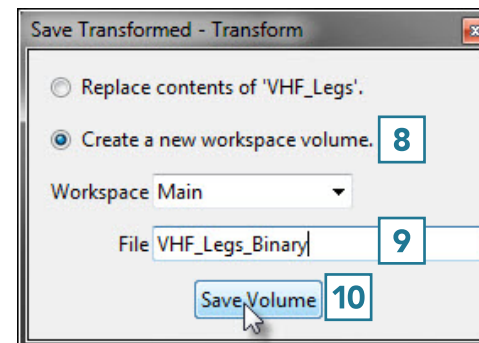 Save Transformed - Transform
Replace contents of 'VHF_Legs'.
Create a new workspace volume. 8
Workspace Main
File VHF_Legs_Binary 9
Save Volume 10